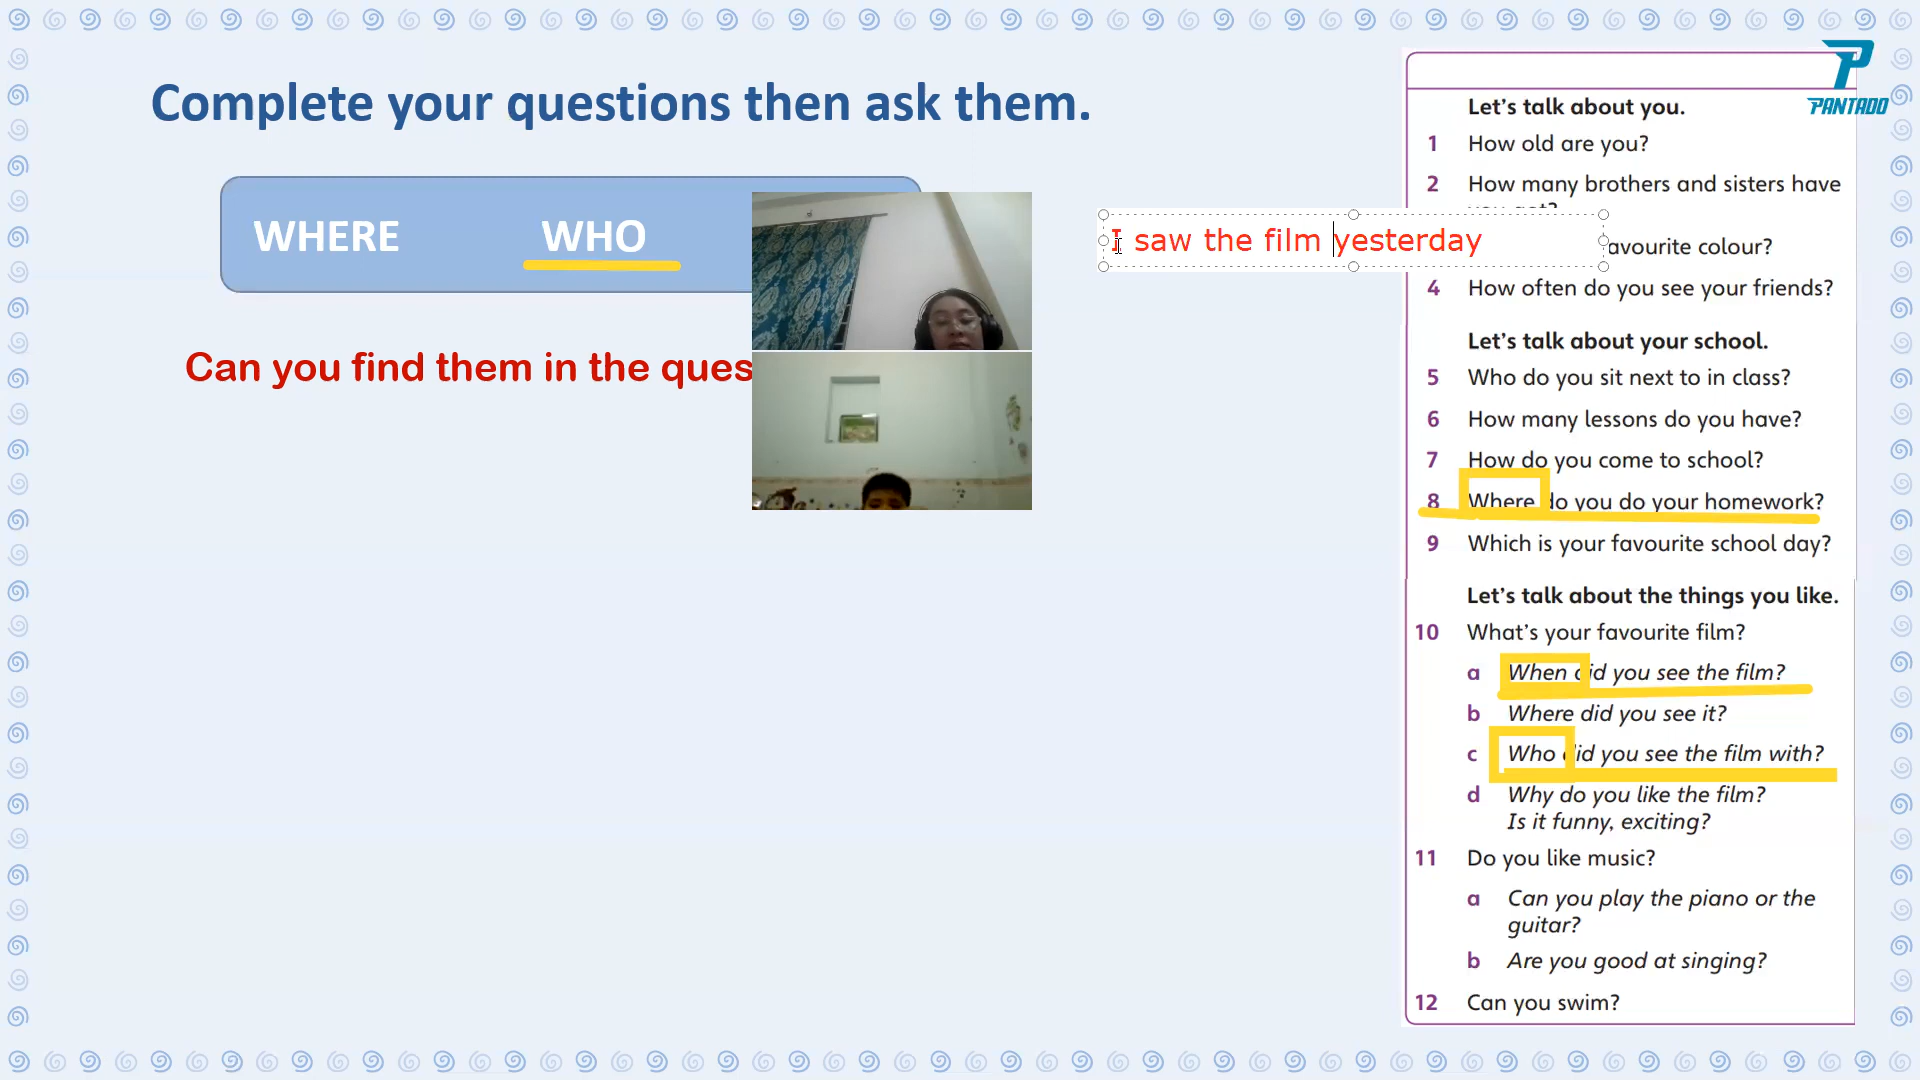 Complete your questions then ask them.
WHERE WHO
Can you find them in the
I saw the film yesterday
PANTADO
Let's talk about you.
1 How old are you?
2 How many brothers and sisters have
avourite colour?
4 How often do you see your friends?
Let's talk about your school.
5 Who do you sit next to in class?
6 How many lessons do you have?
7 How do you come to school?
8 Where do you do your homework?
9 Which is your favourite school day?
Let's talk about the things you like.
10 What's your favourite film?
a When did you see the film?
b Where did you see it?
c Who did you see the film with?
d Why do you like the film?
Is it funny, exciting?
11 Do you like music?
a Can you play the piano or the
guitar?
b Are you good at singing?
12 Can you swim?